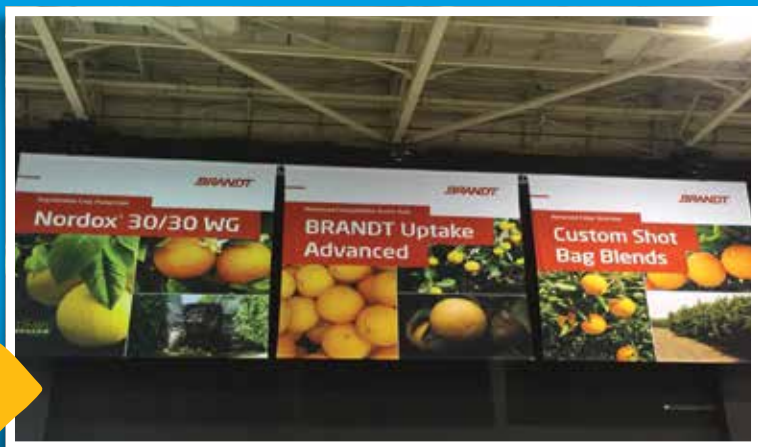 BRANDT
Nordox® 30/30 WG
BRANDT
BRANDT Uptake
Advanced
BRANDT
Custom Shot
Bag Blends